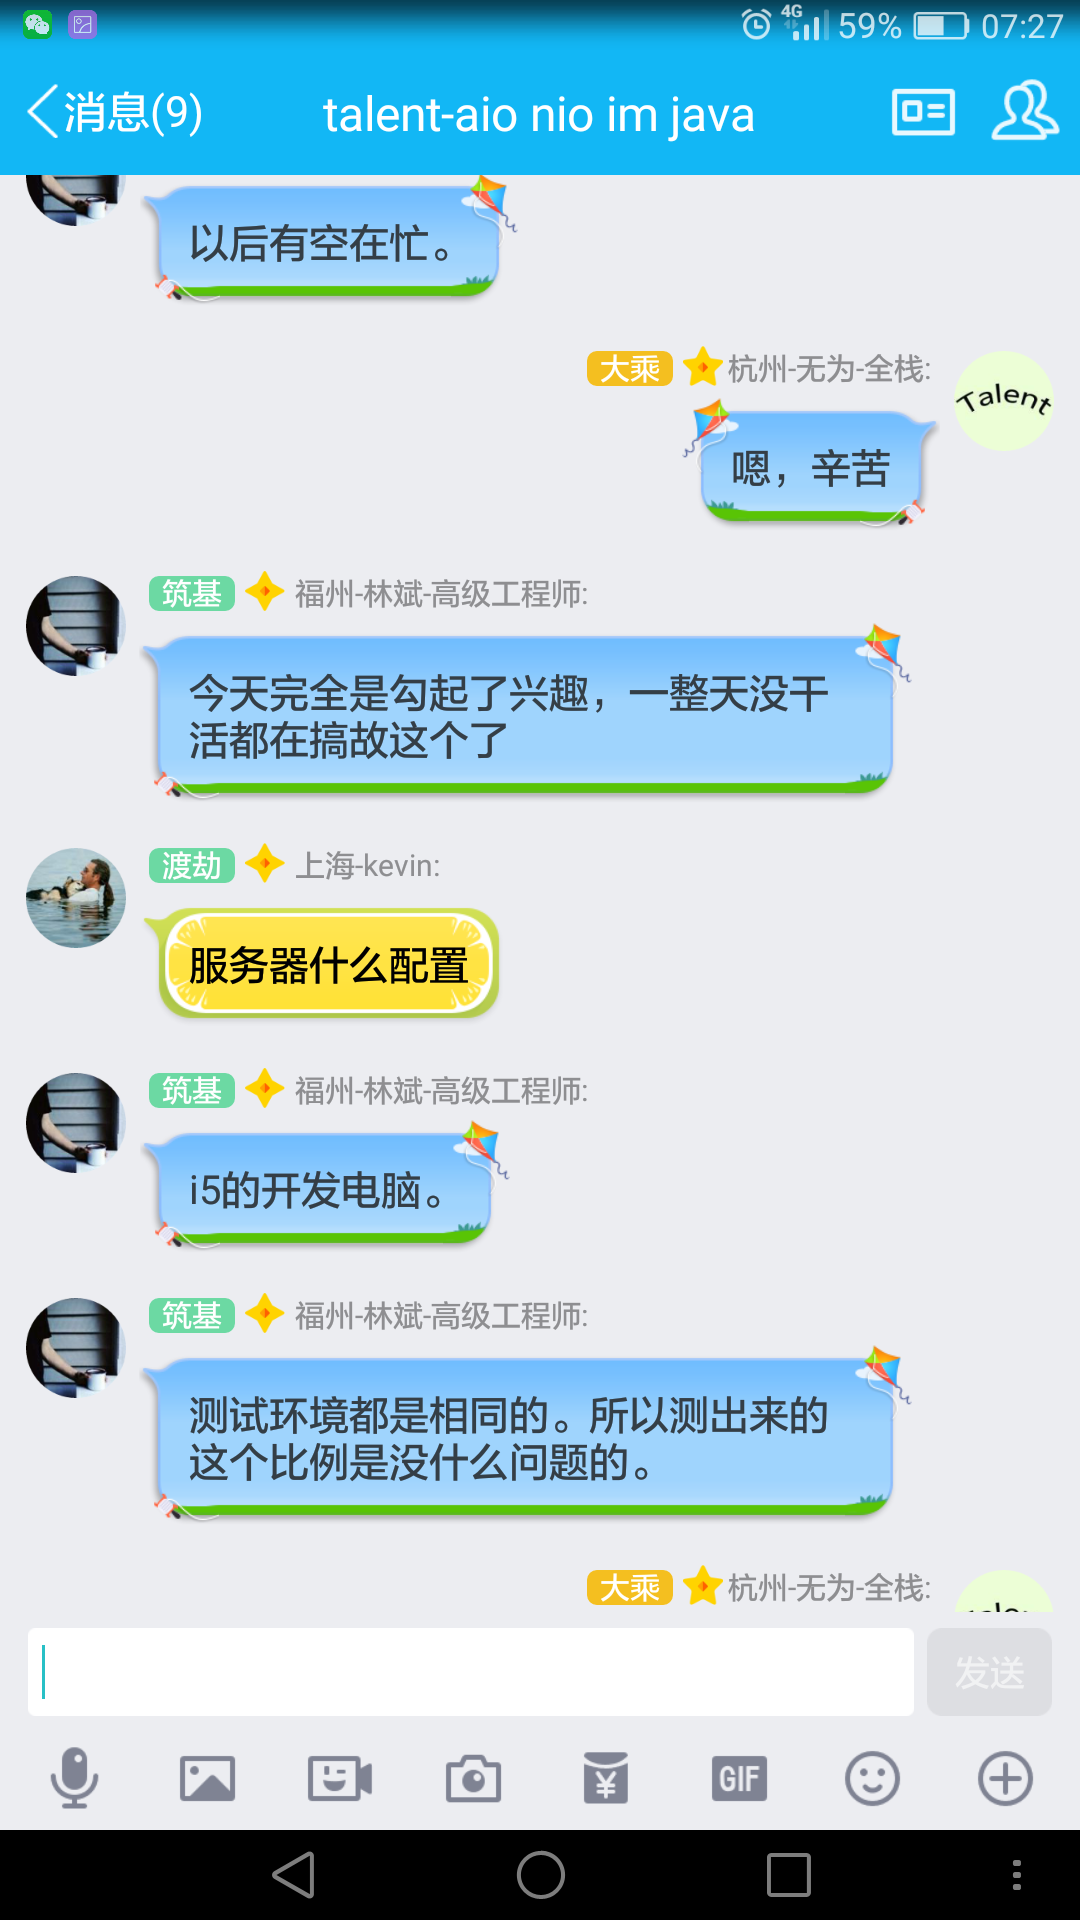 4G 59% 07:27
消息(9) talent-aio nio im java
以后有空在忙。
大乘 杭州-无为-全栈:
Talent
嗯，辛苦
筑基 福州-林斌-高级工程师:
今天完全是勾起了兴趣，一整天没干
活都在搞故这个了
渡劫 上海-kevin:
服务器什么配置
筑基 福州-林斌-高级工程师:
i5的开发电脑。
筑基 福州-林斌-高级工程师:
测试环境都是相同的。所以测出来的
这个比例是没什么问题的。
大乘 杭州-无为-全栈:
发送
GIF